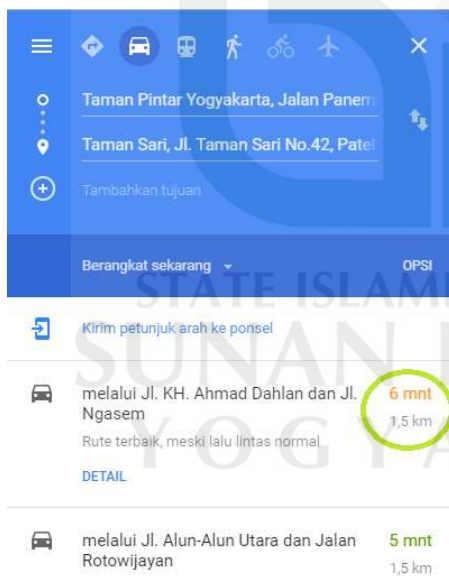 Taman Pintar Yogyakarta, Jalan Panem
Taman Sari, Jl. Taman Sari No.42, Patel
Tambahkan tujuan
Berangkat sekarang
OPSI
STATE ISLAMI
Kirim petunjuk arah ke ponsel
SUNAN
melalui Jl. KH. Ahmad Dahlan dan Jl.
6 mnt
Ngasem
1,5 km
Rute terbaik, meski lalu lintas normal
YOGYA
DETAIL
melalui Jl. Alun-Alun Utara dan Jalan
5 mnt
Rotowijayan
1,5 km